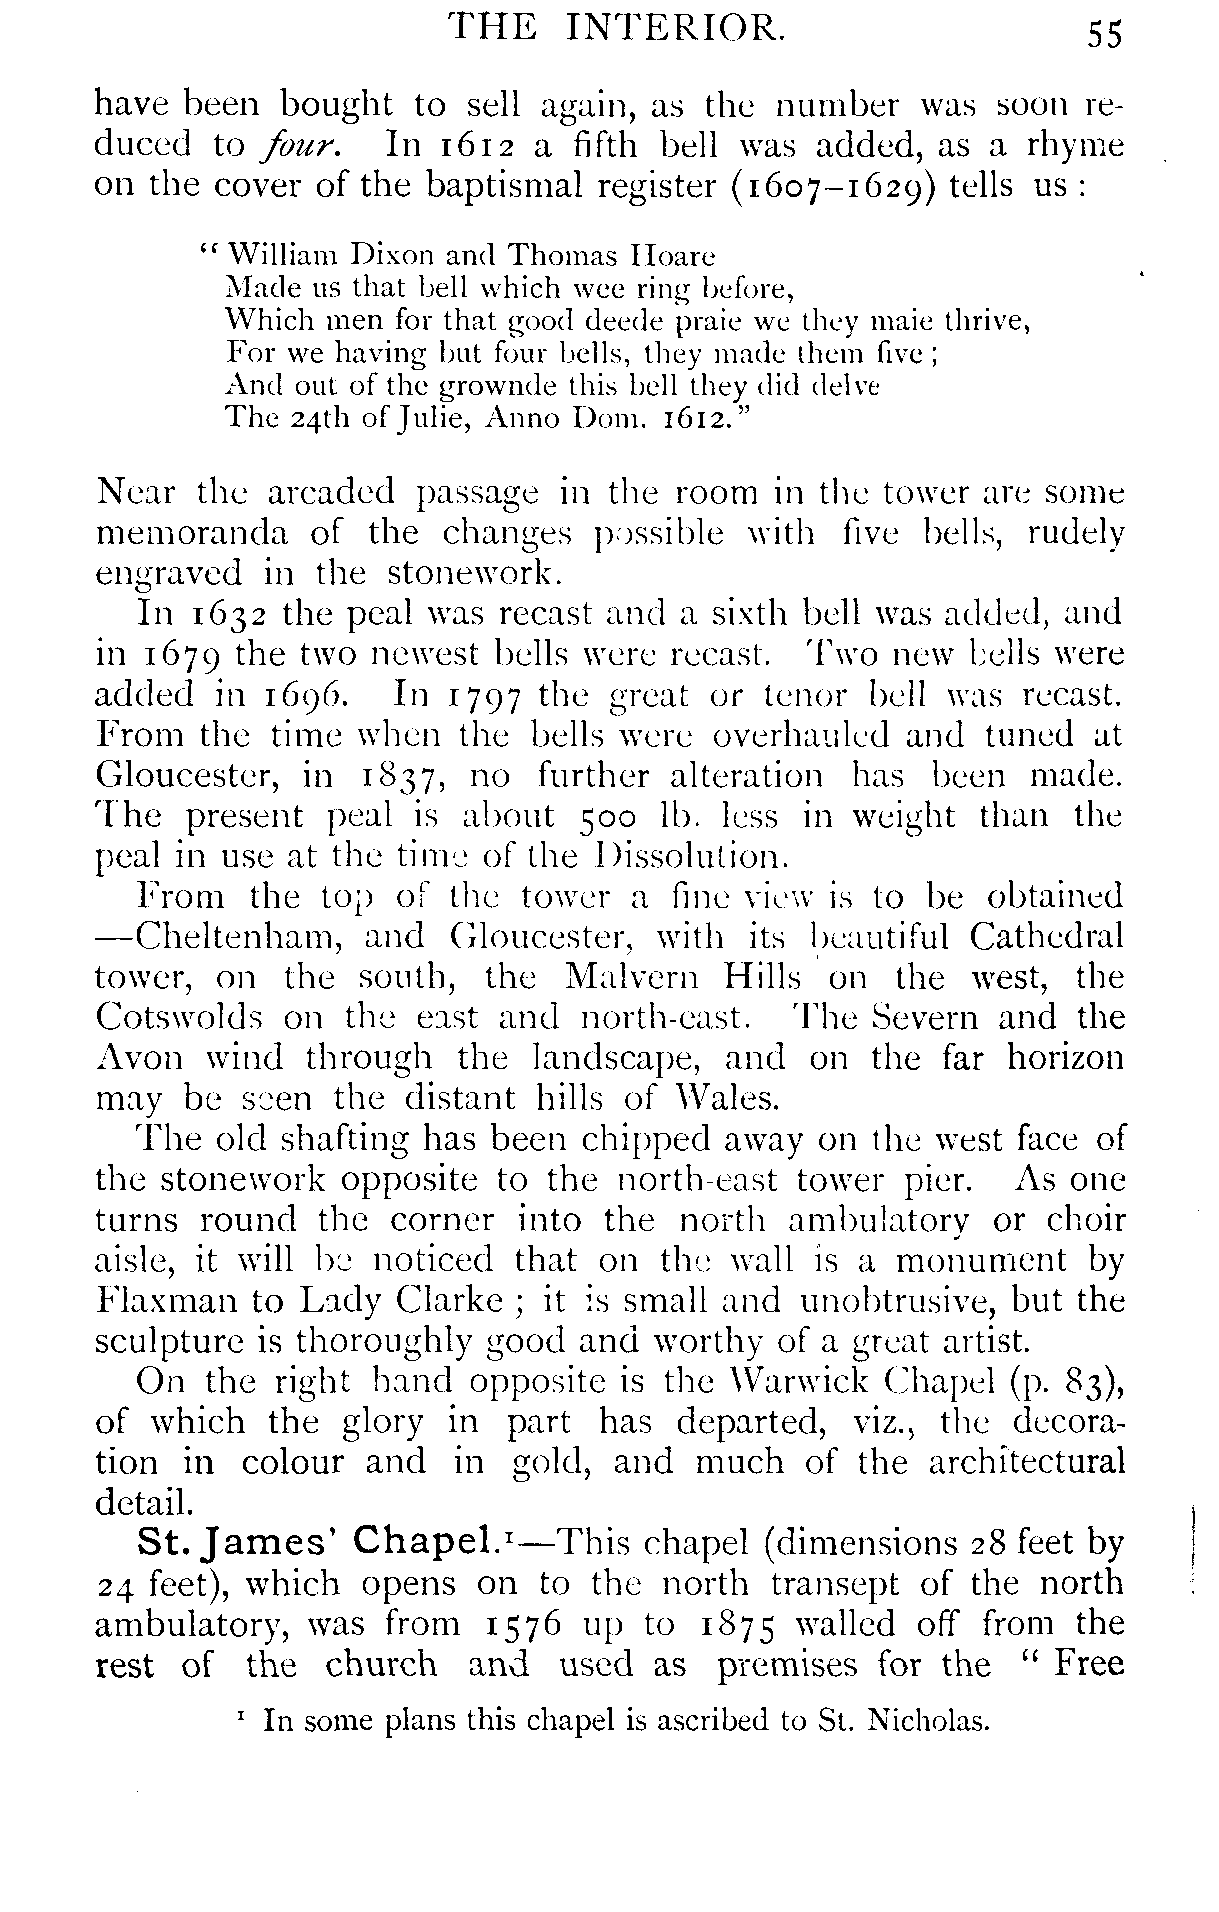 THE INTERIOR. 55
have been bought to sell again, as the number was soon re-
duced to four. In 1612 a fifth bell was added, as a rhyme
on the cover of the baptismal register (1607–1629) tells us :
“ William Dixon and Thomas Hoare
Made us that bell which wee ring before,
Which men for that good deede praie we they maie thrive,
For we having but four bells, they made them five ;
And out of the grownde this bell they did delve
The 24th of Julie, Anno Dom. 1612.”
Near the arcaded passage in the room in the tower are some
memoranda of the changes possible with five bells, rudely
engraved in the stonework.
In 1632 the peal was recast and a sixth bell was added, and
in 1679 the two newest bells were recast. Two new bells were
added in 1696. In 1797 the great or tenor bell was recast.
From the time when the bells were overhauled and tuned at
Gloucester, in 1837, no further alteration has been made.
The present peal is about 500 lb. less in weight than the
peal in use at the time of the Dissolution.
From the top of the tower a fine view is to be obtained
—Cheltenham, and Gloucester, with its beautiful Cathedral
tower, on the south, the Malvern Hills on the west, the
Cotswolds on the east and north-east. The Severn and the
Avon wind through the landscape, and on the far horizon
may be seen the distant hills of Wales.
The old shafting has been chipped away on the west face of
the stonework opposite to the north-east tower pier. As one
turns round the corner into the north ambulatory or choir
aisle, it will be noticed that on the wall is a monument by
Flaxman to Lady Clarke ; it is small and unobtrusive, but the
sculpture is thoroughly good and worthy of a great artist.
On the right hand opposite is the Warwick Chapel (p. 83),
of which the glory in part has departed, viz., the decora-
tion in colour and in gold, and much of the architectural
detail.
St. James’ Chapel.¹—This chapel (dimensions 28 feet by
24 feet), which opens on to the north transept of the north
ambulatory, was from 1576 up to 1875 walled off from the
rest of the church and used as premises for the “ Free
¹ In some plans this chapel is ascribed to St. Nicholas.